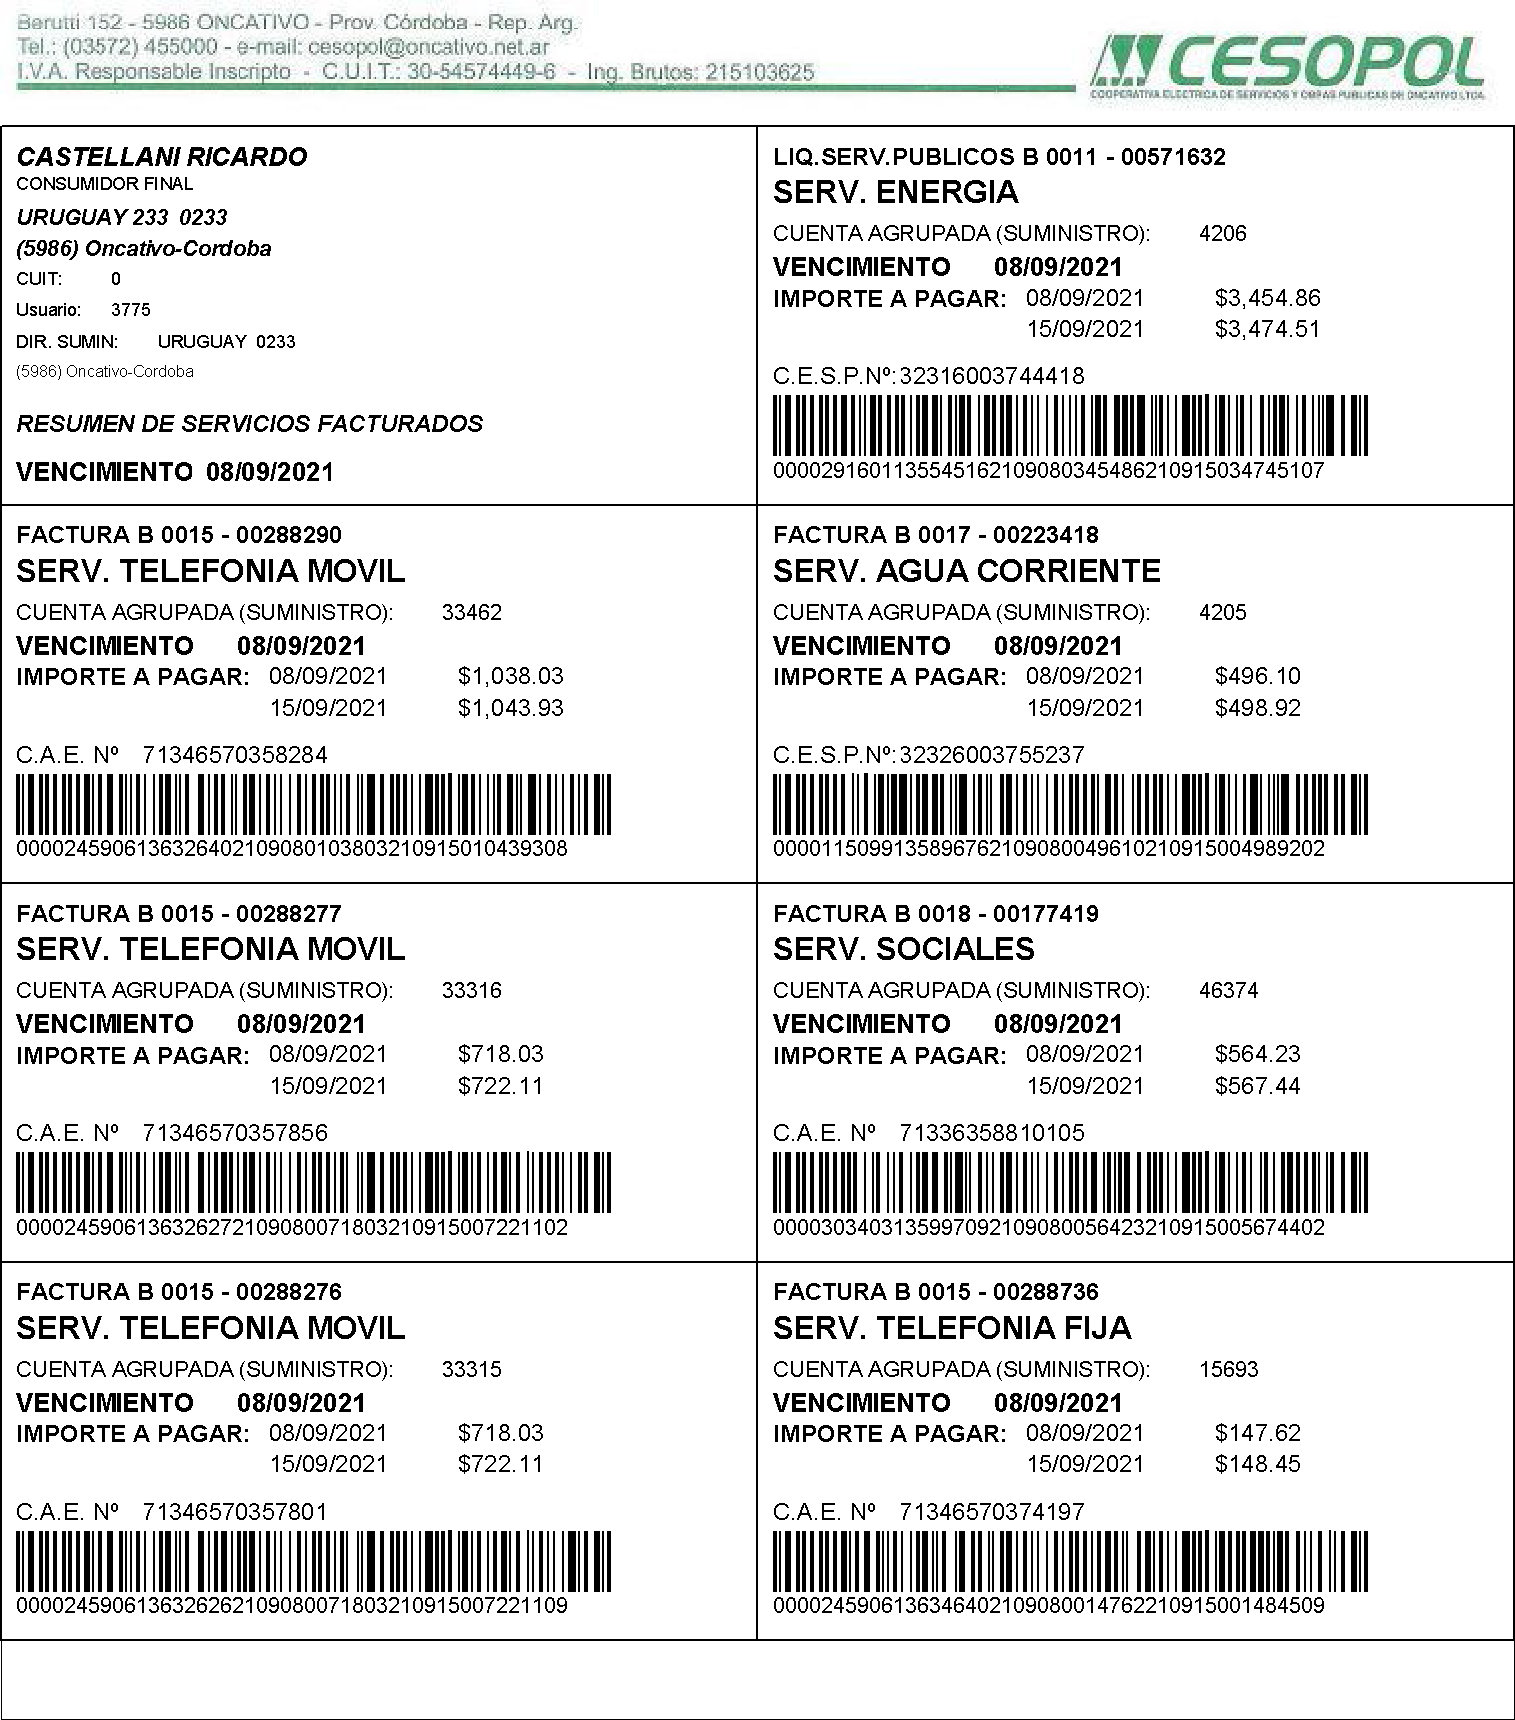 Berutti 152 - 5986 ONCATIVO - Prov. Córdoba - Rep. Arg.
Tel.: (03572) 455000 - e-mail: cesopol@oncativo.net.ar
I.V.A. Responsable Inscripto - C.U.I.T.: 30-54574449-6 - Ing. Brutos: 215103625
CESOPOL
COOPERATIVA ELECTRICA DE SERVICIOS Y OBRAS PUBLICAS DE ONCATIVO LTDA.
CASTELLANI RICARDO
CONSUMIDOR FINAL
URUGUAY 233 0233
(5986) Oncativo-Cordoba
CUIT: 0
Usuario: 3775
DIR. SUMIN: URUGUAY 0233
(5986) Oncativo-Cordoba
RESUMEN DE SERVICIOS FACTURADOS
VENCIMIENTO 08/09/2021
LIQ.SERV.PUBLICOS B 0011 - 00571632
SERV. ENERGIA
CUENTA AGRUPADA (SUMINISTRO): 4206
VENCIMIENTO 08/09/2021
IMPORTE A PAGAR: 08/09/2021 $3,454.86
15/09/2021 $3,474.51
C.E.S.P.Nº: 32316003744418
0000291601135545162109080345486210915034745107
FACTURA B 0015 - 00288290
SERV. TELEFONIA MOVIL
CUENTA AGRUPADA (SUMINISTRO): 33462
VENCIMIENTO 08/09/2021
IMPORTE A PAGAR: 08/09/2021 $1,038.03
15/09/2021 $1,043.93
C.A.E. Nº 71346570358284
0000245906136326402109080103803210915010439308
FACTURA B 0017 - 00223418
SERV. AGUA CORRIENTE
CUENTA AGRUPADA (SUMINISTRO): 4205
VENCIMIENTO 08/09/2021
IMPORTE A PAGAR: 08/09/2021 $496.10
15/09/2021 $498.92
C.E.S.P.Nº: 32326003755237
0000115099135896762109080049610210915004989202
FACTURA B 0015 - 00288277
SERV. TELEFONIA MOVIL
CUENTA AGRUPADA (SUMINISTRO): 33316
VENCIMIENTO 08/09/2021
IMPORTE A PAGAR: 08/09/2021 $718.03
15/09/2021 $722.11
C.A.E. Nº 71346570357856
0000245906136326272109080071803210915007221102
FACTURA B 0018 - 00177419
SERV. SOCIALES
CUENTA AGRUPADA (SUMINISTRO): 46374
VENCIMIENTO 08/09/2021
IMPORTE A PAGAR: 08/09/2021 $564.23
15/09/2021 $567.44
C.A.E. Nº 71336358810105
0000303403135997092109080056423210915005674402
FACTURA B 0015 - 00288276
SERV. TELEFONIA MOVIL
CUENTA AGRUPADA (SUMINISTRO): 33315
VENCIMIENTO 08/09/2021
IMPORTE A PAGAR: 08/09/2021 $718.03
15/09/2021 $722.11
C.A.E. Nº 71346570357801
0000245906136326262109080071803210915007221109
FACTURA B 0015 - 00288736
SERV. TELEFONIA FIJA
CUENTA AGRUPADA (SUMINISTRO): 15693
VENCIMIENTO 08/09/2021
IMPORTE A PAGAR: 08/09/2021 $147.62
15/09/2021 $148.45
C.A.E. Nº 71346570374197
0000245906136346402109080014762210915001484509